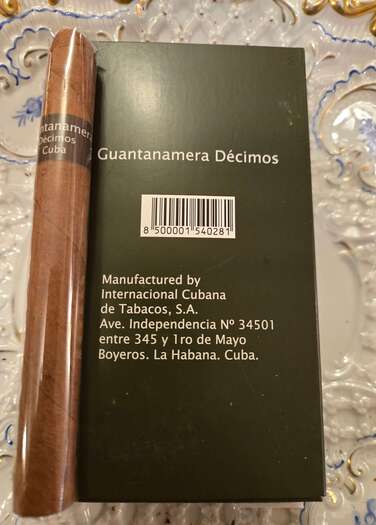 ntanamera
Décimos
Cuba
Guantanamera Décimos
8 500001 540281
Manufactured by
Internacional Cubana
de Tabacos, S.A.
Ave. Independencia Nº 34501
entre 345 y 1ro de Mayo
Boyeros. La Habana. Cuba.